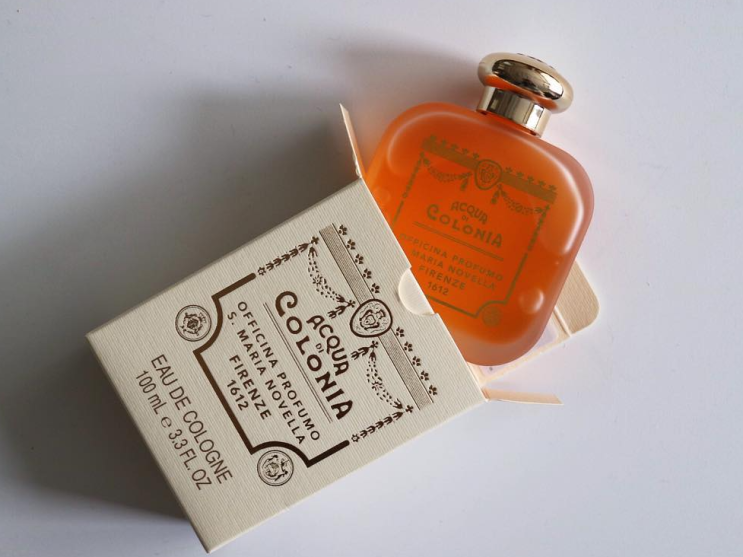 ACQUA
DI
COLONIA
OFFICINA PROFUMO
S. MARIA NOVELLA
FIRENZE
1612
EAU DE COLOGNE
100 mL e 3.3 FL. OZ
ACQUA
DI
COLONIA
OFFICINA PROFUMO
MARIA NOVELLA
FIRENZE
1612